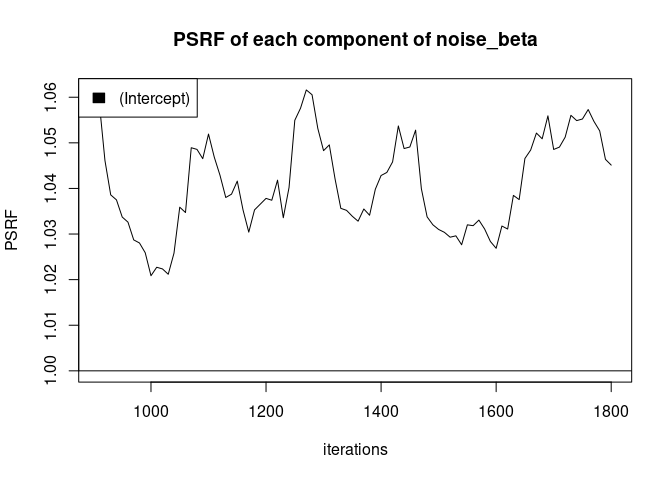 PSRF of each component of noise_beta
(Intercept)
PSRF
1.06
1.05
1.04
1.03
1.02
1.01
1.00
1000 1200 1400 1600 1800
iterations